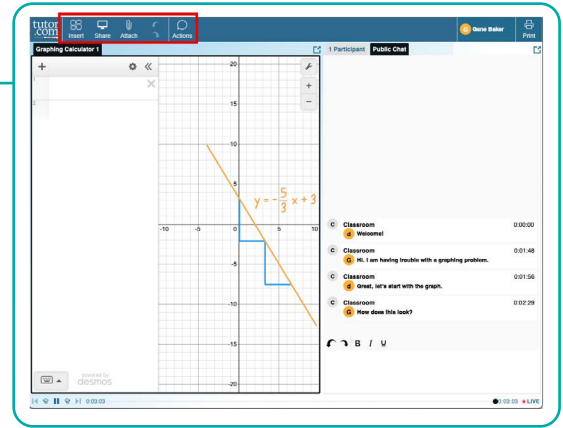 tutor
.com
Insert Share Attach Actions
Gene Baker
Print
Graphing Calculator 1
1 Participant Public Chat
1
2
20
15
10
5
-10 -5 0 5 10
-5
-10
-15
-20
y = -5/3 x + 3
powered by
desmos
C Classroom 0:00:00
d Welcome!
C Classroom 0:01:48
G Hi. I am having trouble with a graphing problem.
C Classroom 0:01:56
d Great, let's start with the graph.
C Classroom 0:02:29
G How does this look?
B I U
0:03:03
0:03:03 LIVE